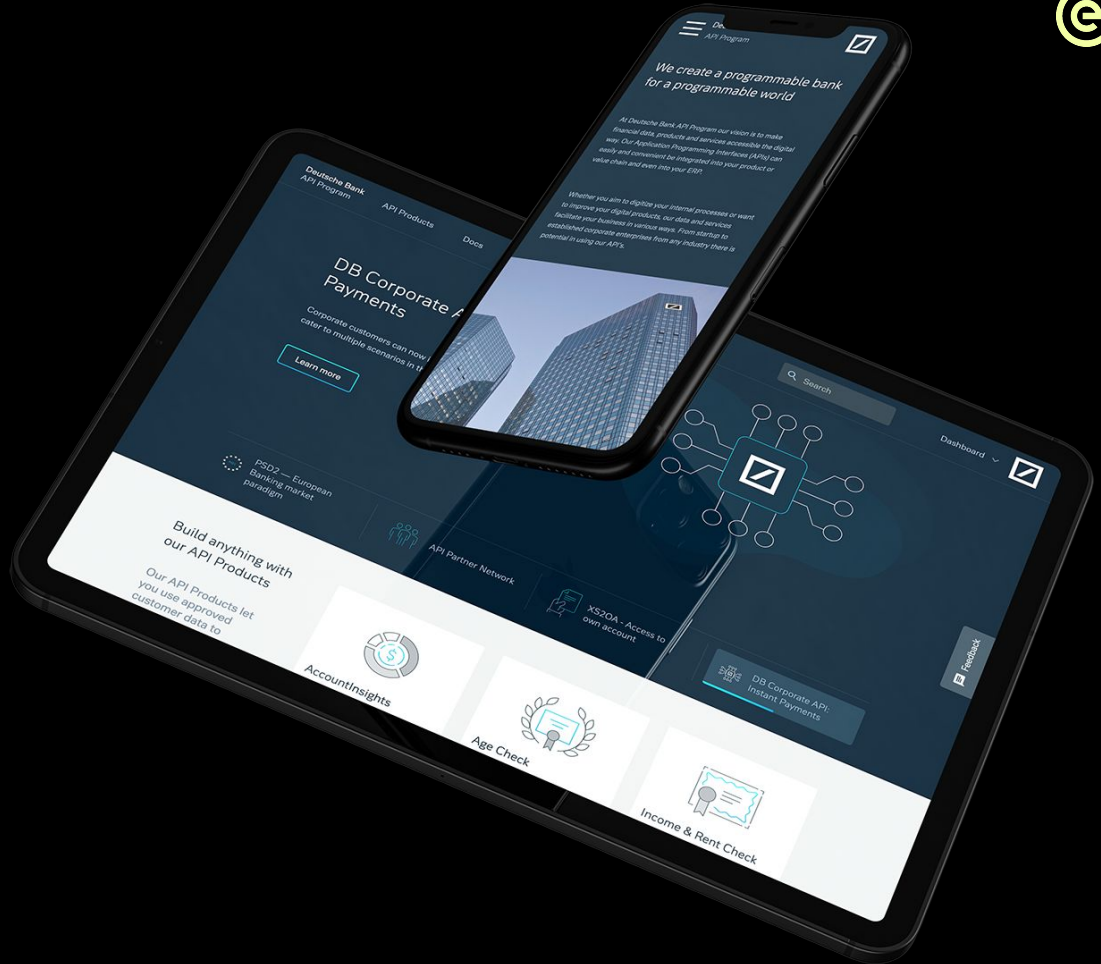 API Program
We create a programmable bank
for a programmable world
At Deutsche Bank API Program our vision is to make
financial data, products and services accessible the digital
way. Our Application Programming Interfaces (APIs) can
easily and convenient be integrated into your product or
value chain and even into your ERP.
Whether you aim to digitize your internal processes or want
to improve your digital products, our data and services
facilitate your business in various ways. From startup to
established corporate enterprises from any industry there is
potential in using our API's.
Deutsche Bank
API Program
API Products
Docs
Search
Dashboard
DB Corporate
Payments
Corporate customers can now
cater to multiple scenarios in
Learn more
PSD2 — European
Banking market
paradigm
API Partner Network
XS2OA - Access to
own account
DB Corporate API:
Instant Payments
Feedback
Build anything with
our API Products
Our API Products let
you use approved
customer data to
AccountInsights
Age Check
Income & Rent Check